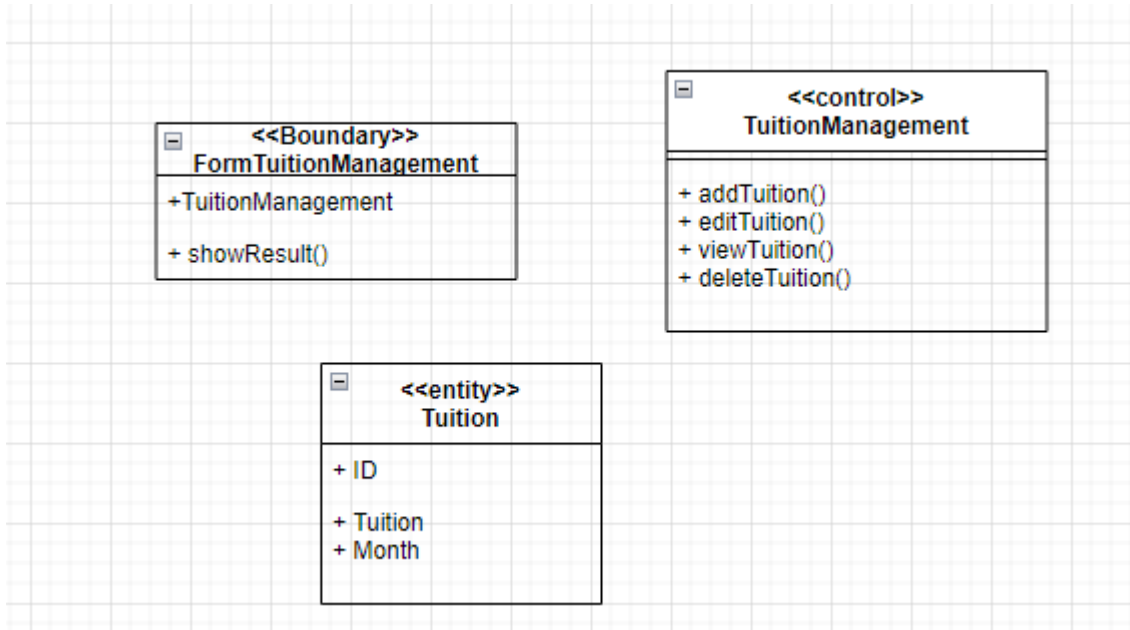 <<Boundary>>
FormTuitionManagement
+TuitionManagement
+ showResult()
<<control>>
TuitionManagement
+ addTuition()
+ editTuition()
+ viewTuition()
+ deleteTuition()
<<entity>>
Tuition
+ ID
+ Tuition
+ Month